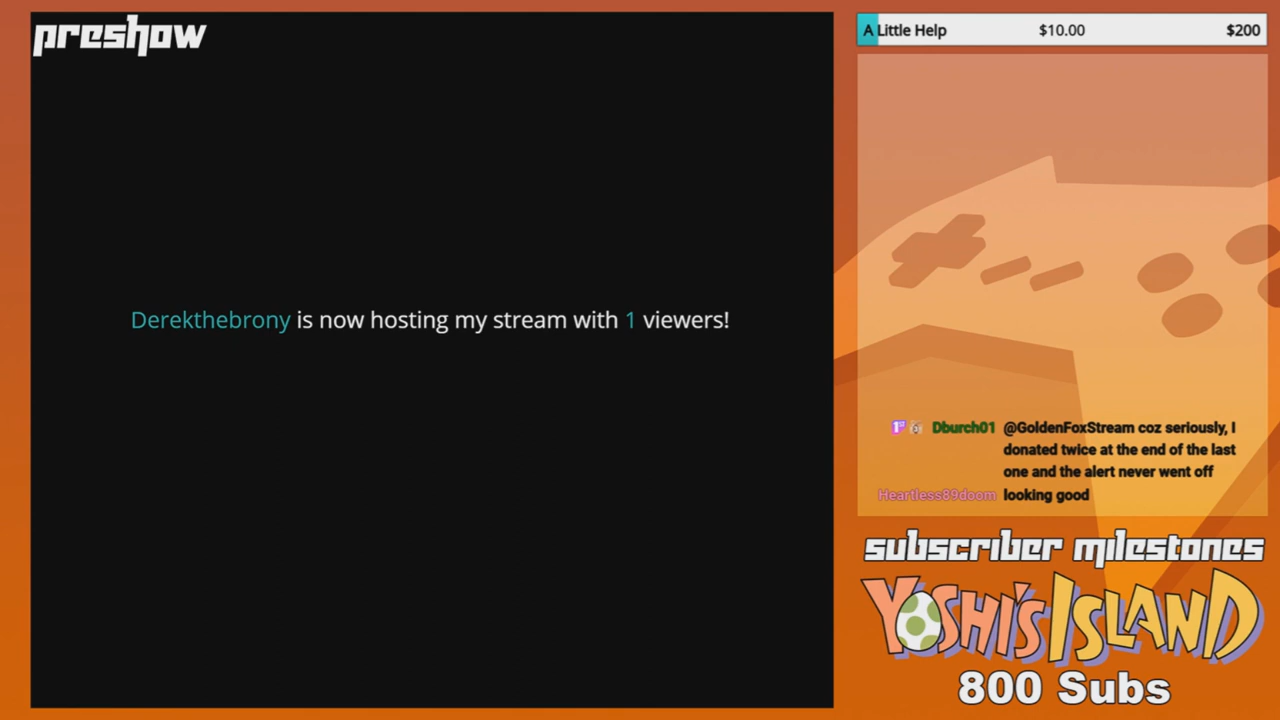 preshow
A Little Help $10.00 $200
Derekthebrony is now hosting my stream with 1 viewers!
Dburch01 @GoldenFoxStream coz seriously, I
donated twice at the end of the last
one and the alert never went off
Heartless89doom looking good
subscriber milestones
YOSHI'S ISLAND
800 Subs